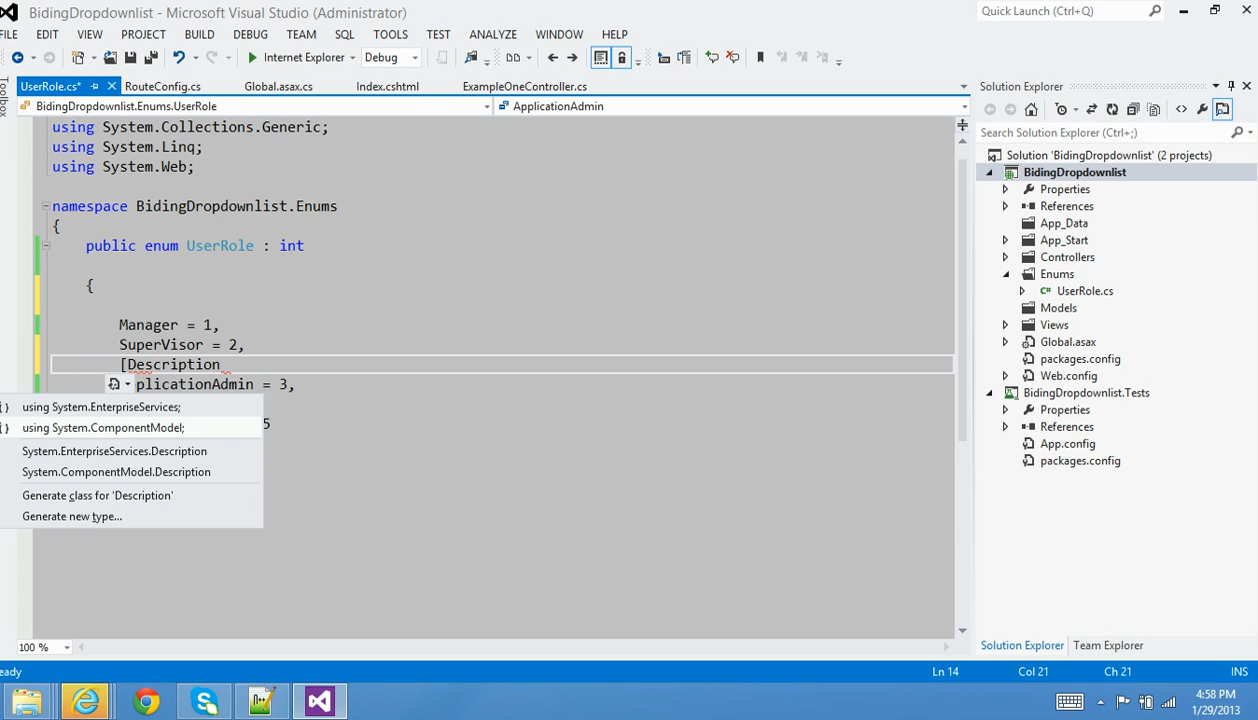 BidingDropdownlist - Microsoft Visual Studio (Administrator)
Quick Launch (Ctrl+Q)
FILE EDIT VIEW PROJECT BUILD DEBUG TEAM SQL TOOLS TEST ANALYZE WINDOW HELP
Internet Explorer Debug
Toolbox
UserRole.cs* RouteConfig.cs Global.asax.cs Index.cshtml ExampleOneController.cs
BidingDropdownlist.Enums.UserRole ApplicationAdmin
using System.Collections.Generic;
using System.Linq;
using System.Web;
namespace BidingDropdownlist.Enums
{
public enum UserRole : int
{
Manager = 1,
SuperVisor = 2,
[Description
plicationAdmin = 3,
5
{} using System.EnterpriseServices;
{} using System.ComponentModel;
System.EnterpriseServices.Description
System.ComponentModel.Description
Generate class for 'Description'
Generate new type...
100 %
Solution Explorer
Search Solution Explorer (Ctrl+;)
Solution 'BidingDropdownlist' (2 projects)
BidingDropdownlist
Properties
References
App_Data
App_Start
Controllers
Enums
C# UserRole.cs
Models
Views
Global.asax
packages.config
Web.config
BidingDropdownlist.Tests
Properties
References
App.config
packages.config
Solution Explorer Team Explorer
eady Ln 14 Col 21 Ch 21 INS
4:58 PM
1/29/2013